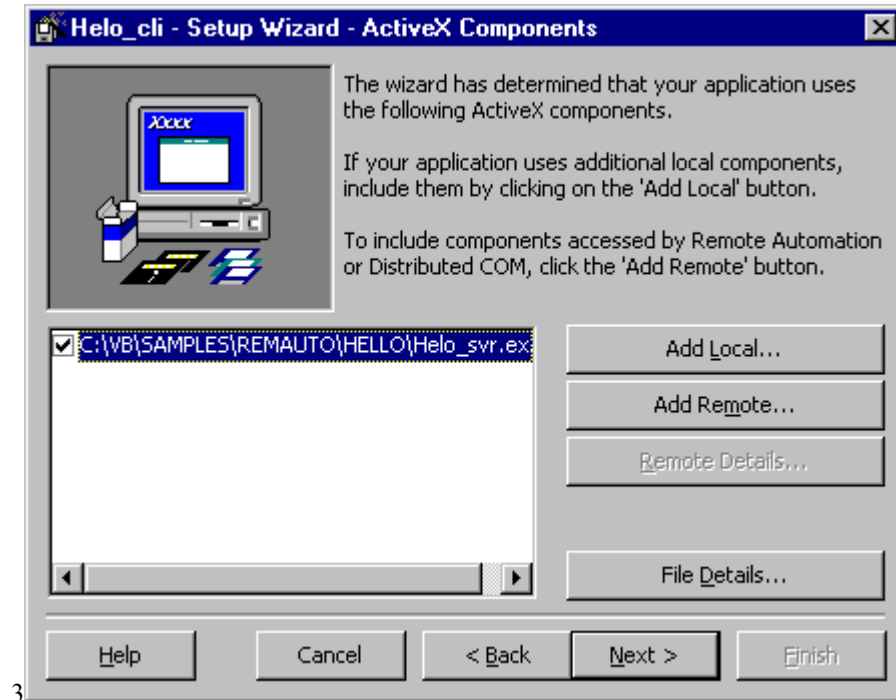 Helo_cli - Setup Wizard - ActiveX Components
Xxxx
The wizard has determined that your application uses
the following ActiveX components.
If your application uses additional local components,
include them by clicking on the 'Add Local' button.
To include components accessed by Remote Automation
or Distributed COM, click the 'Add Remote' button.
C:\VB\SAMPLES\REMAUTO\HELLO\Helo_svr.ex
Add Local...
Add Remote...
Remote Details...
File Details...
Help Cancel < Back Next > Finish
3